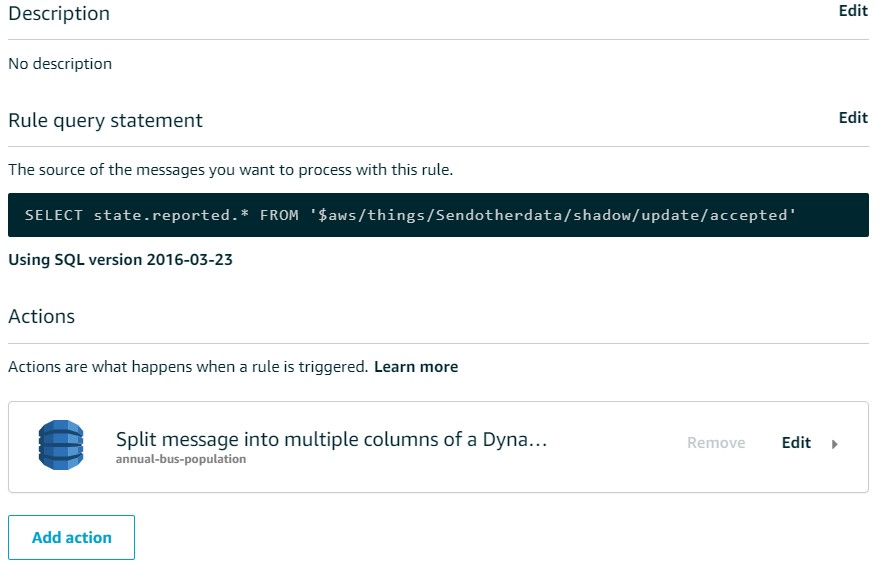 Description
Edit
No description
Rule query statement
Edit
The source of the messages you want to process with this rule.
SELECT state.reported.* FROM '$aws/things/Sendotherdata/shadow/update/accepted'
Using SQL version 2016-03-23
Actions
Actions are what happens when a rule is triggered. Learn more
Split message into multiple columns of a Dyna...
annual-bus-population
Remove
Edit
Add action